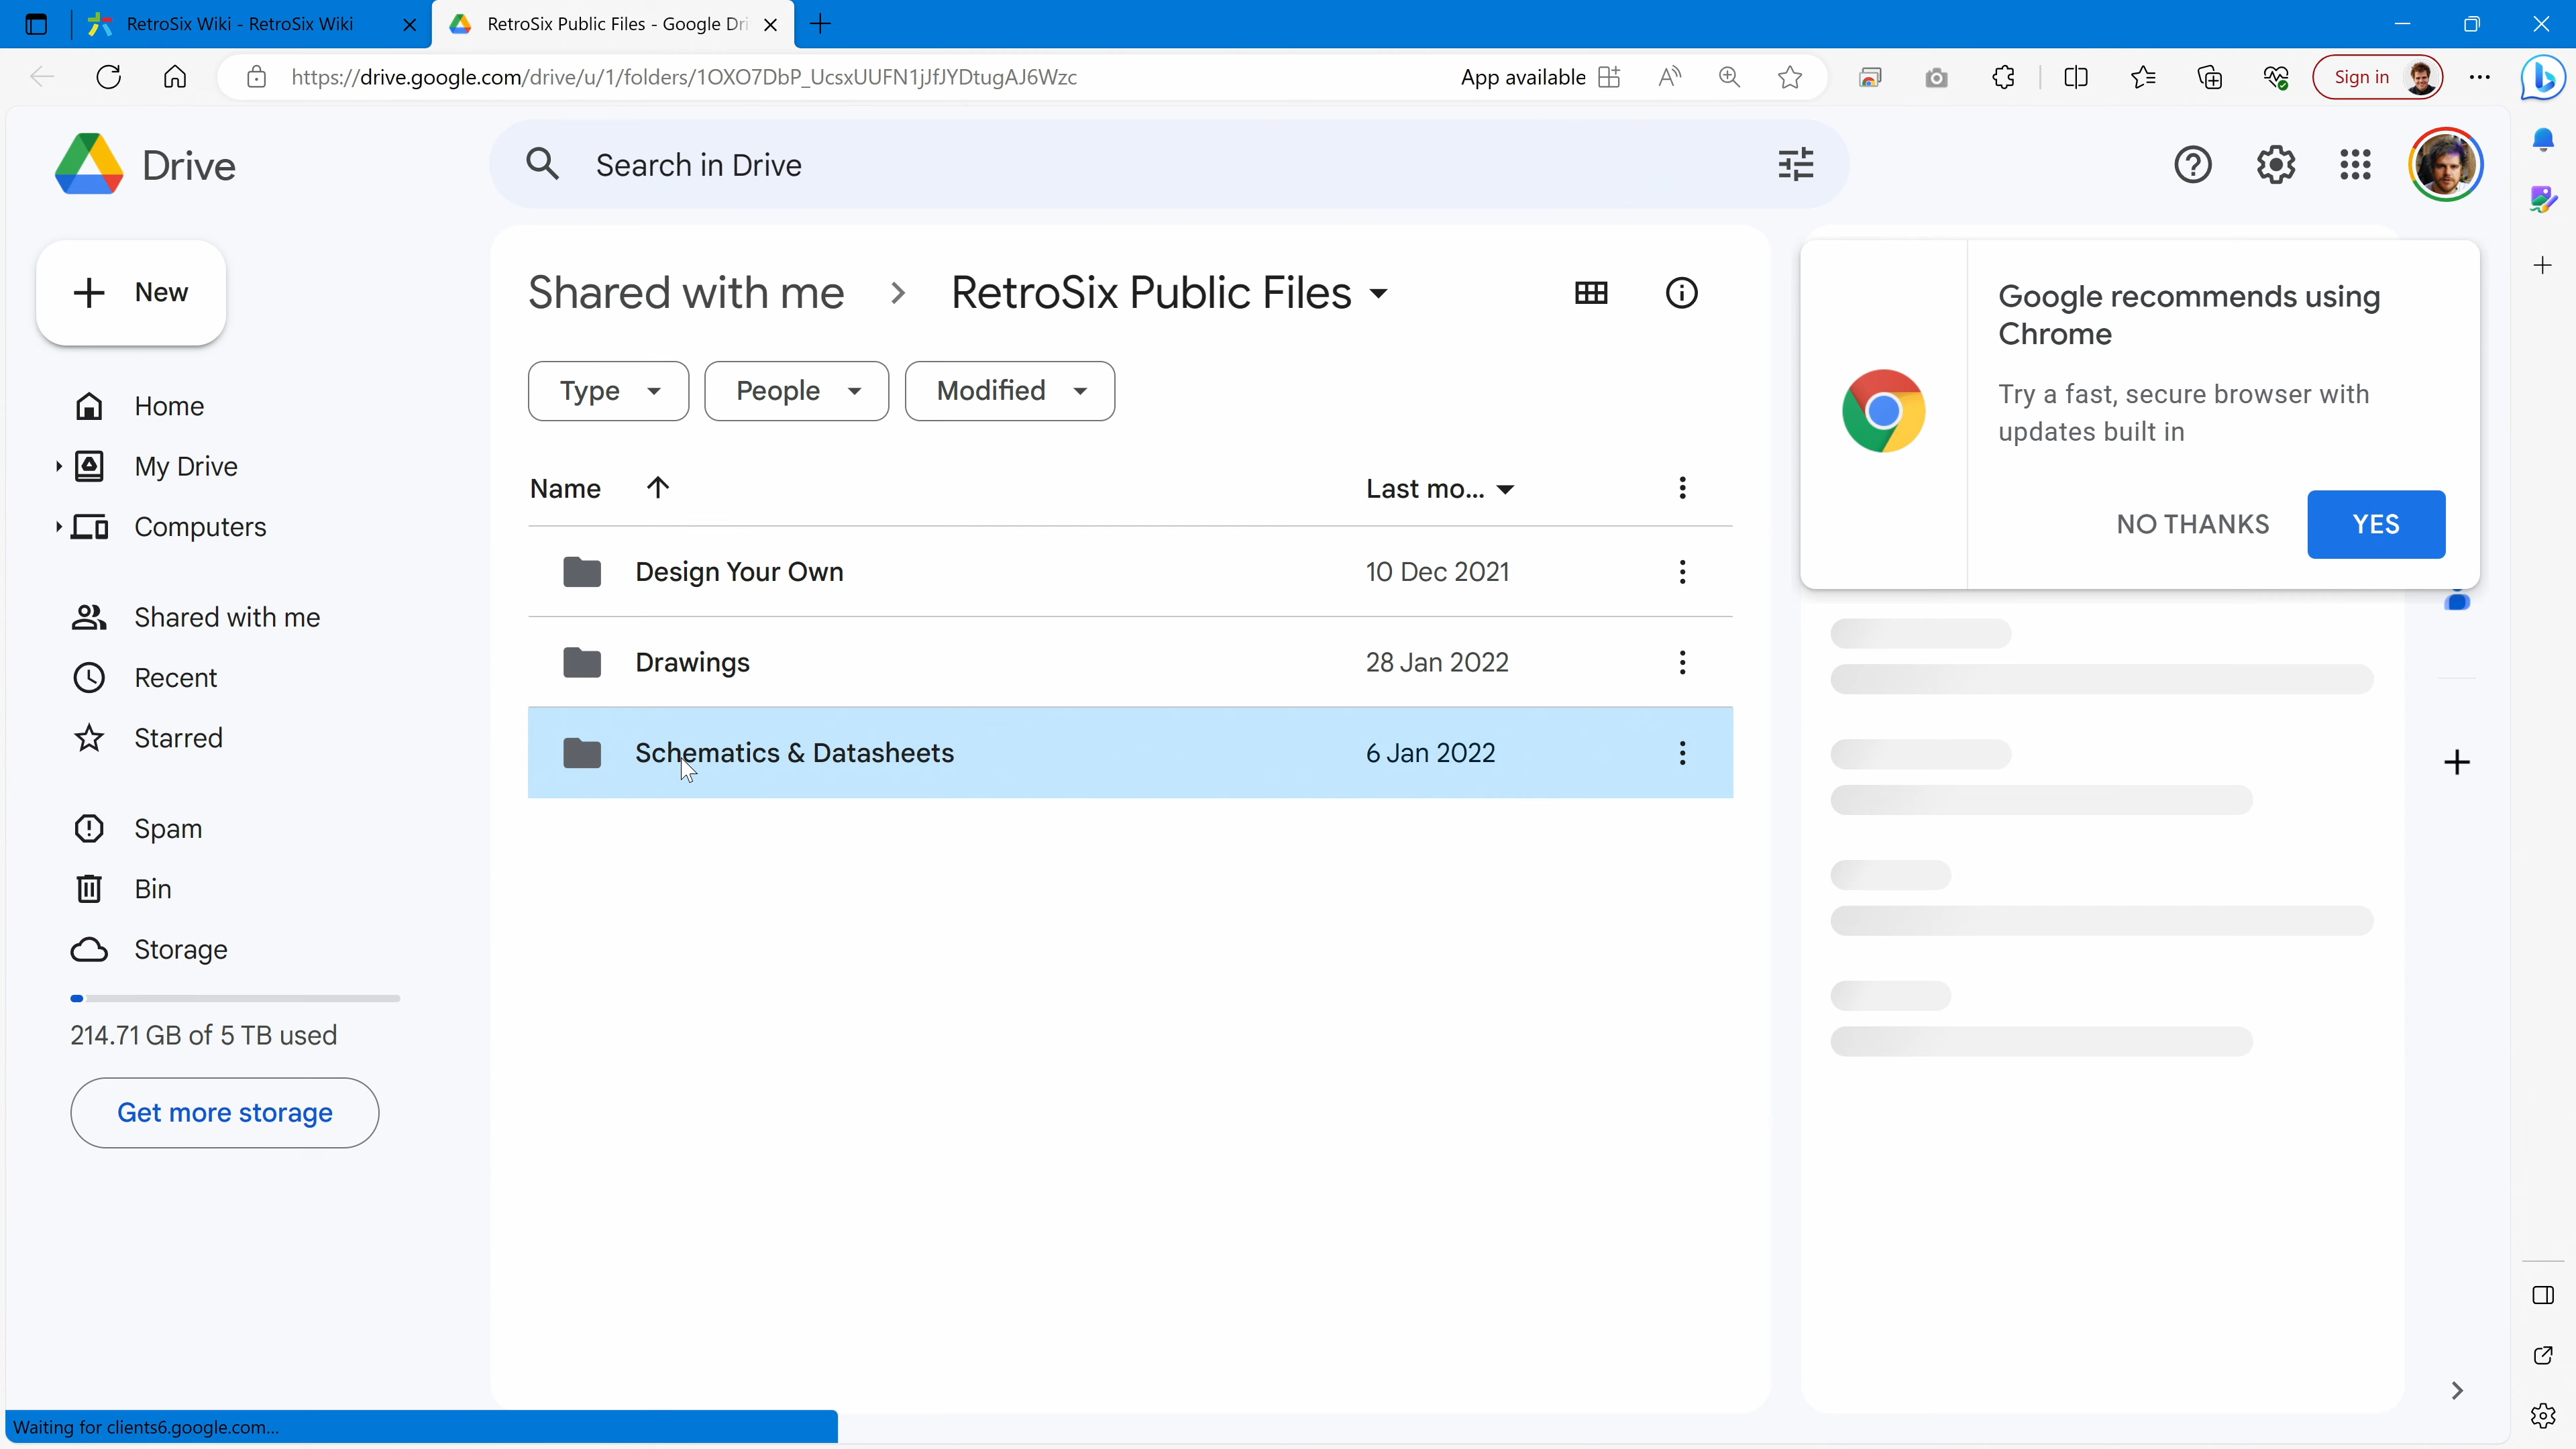 RetroSix Wiki - RetroSix Wiki
RetroSix Public Files - Google Dri
https://drive.google.com/drive/u/1/folders/1OXO7DbP_UcsxUUFN1jJfJYDtugAJ6Wzc
App available
Sign in
Drive
Search in Drive
New
Home
My Drive
Computers
Shared with me
Recent
Starred
Spam
Bin
Storage
214.71 GB of 5 TB used
Get more storage
Shared with me > RetroSix Public Files
Type
People
Modified
Name
Last mo...
Design Your Own
10 Dec 2021
Drawings
28 Jan 2022
Schematics & Datasheets
6 Jan 2022
Google recommends using
Chrome
Try a fast, secure browser with
updates built in
NO THANKS
YES
Waiting for clients6.google.com...